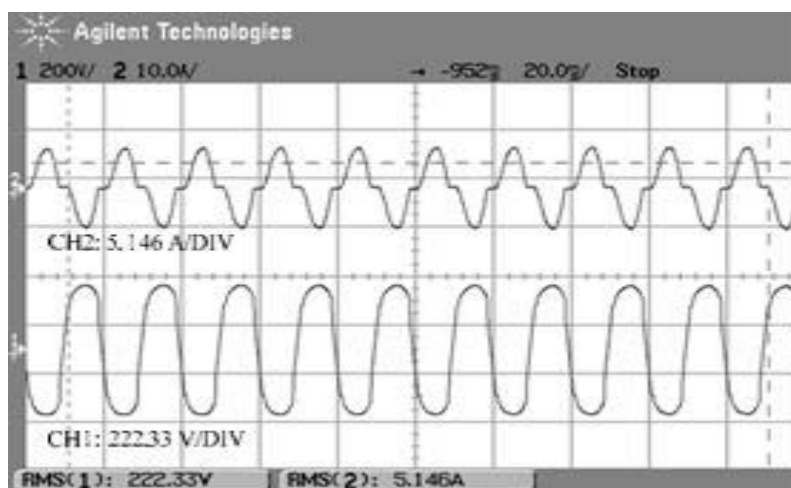 Agilent Technologies
1 200V/ 2 10.0A/ -952 20.0 / Stop
CH2: 5.146 A/DIV
CH1: 222.33 V/DIV
RMS(1): 222.33V RMS(2): 5.146A